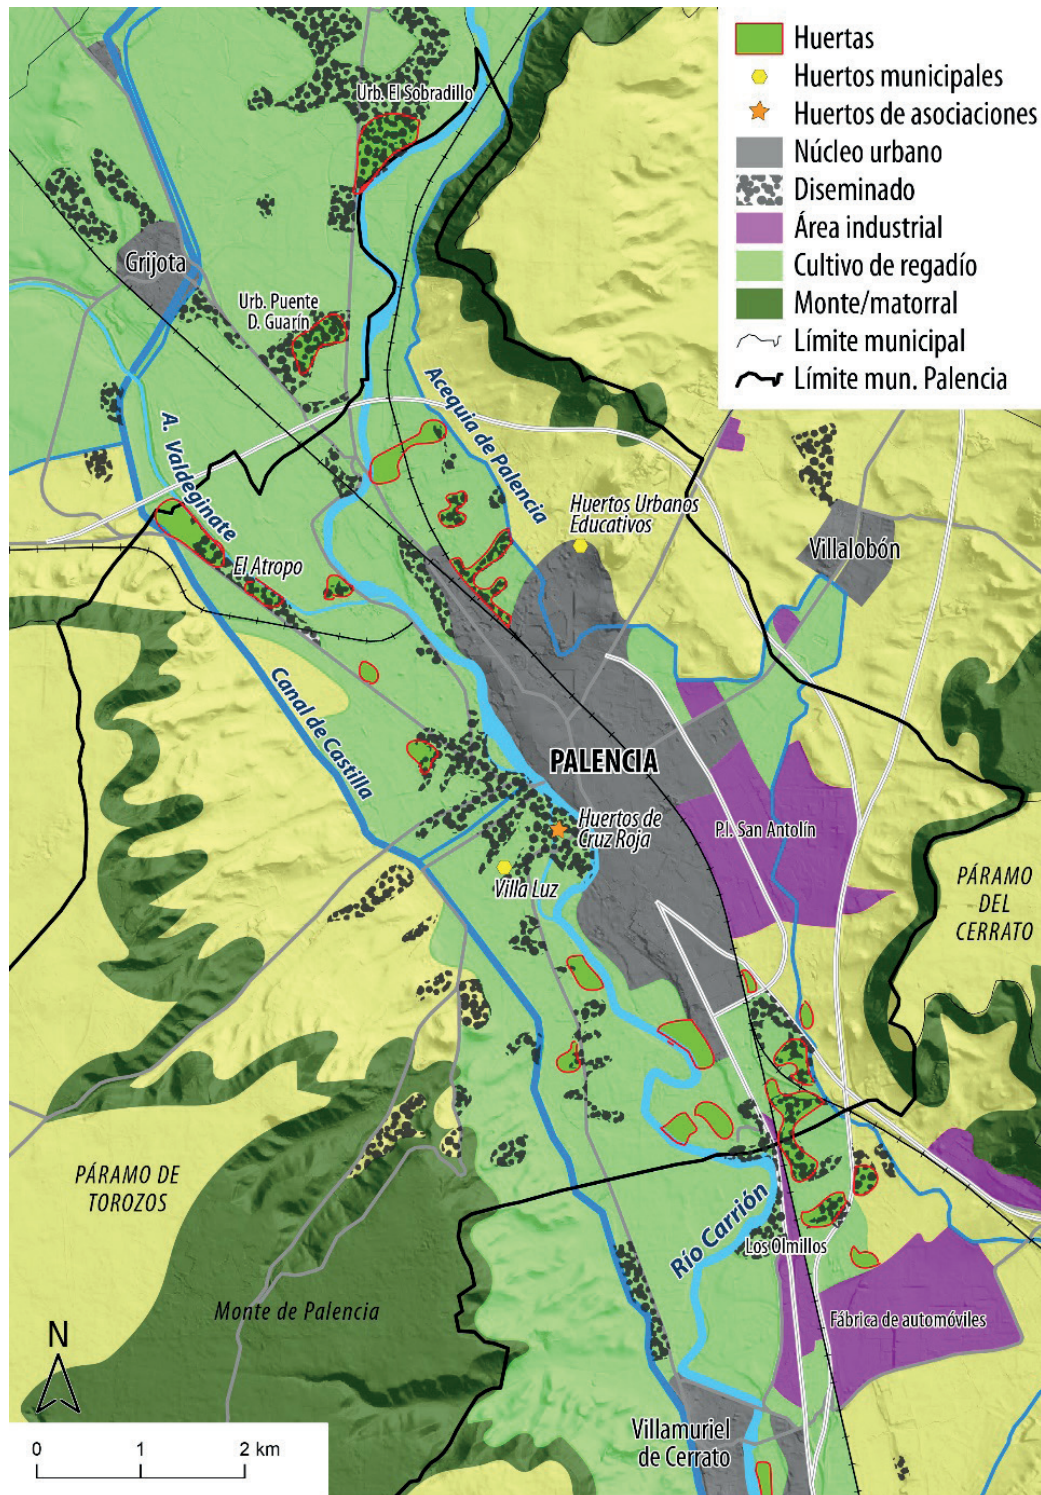 Huertas
Huertos municipales
Huertos de asociaciones
Núcleo urbano
Diseminado
Área industrial
Cultivo de regadío
Monte/matorral
Límite municipal
Límite mun. Palencia
Urb. El Sobradillo
Grijota
Urb. Puente
D. Guarín
Acequia de Palencia
A. Valdeginate
Huertos Urbanos
Educativos
Villalobón
El Atropo
Canal de Castilla
PALENCIA
Huertos de
Cruz Roja
P.I. San Antolín
Villa Luz
PÁRAMO
DEL
CERRATO
PÁRAMO DE
TOROZOS
Río Carrión
Los Olmillos
Monte de Palencia
Fábrica de automóviles
N
Villamuriel
de Cerrato
0 1 2 km